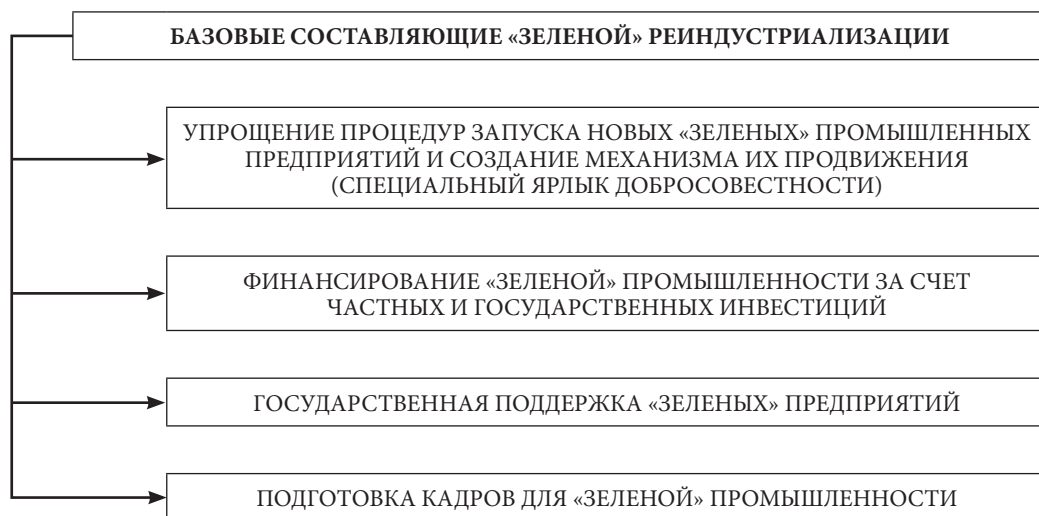 БАЗОВЫЕ СОСТАВЛЯЮЩИЕ «ЗЕЛЕНОЙ» РЕИНДУСТРИАЛИЗАЦИИ
УПРОЩЕНИЕ ПРОЦЕДУР ЗАПУСКА НОВЫХ «ЗЕЛЕНЫХ» ПРОМЫШЛЕННЫХ
ПРЕДПРИЯТИЙ И СОЗДАНИЕ МЕХАНИЗМА ИХ ПРОДВИЖЕНИЯ
(СПЕЦИАЛЬНЫЙ ЯРЛЫК ДОБРОСОВЕСТНОСТИ)
ФИНАНСИРОВАНИЕ «ЗЕЛЕНОЙ» ПРОМЫШЛЕННОСТИ ЗА СЧЕТ
ЧАСТНЫХ И ГОСУДАРСТВЕННЫХ ИНВЕСТИЦИЙ
ГОСУДАРСТВЕННАЯ ПОДДЕРЖКА «ЗЕЛЕНЫХ» ПРЕДПРИЯТИЙ
ПОДГОТОВКА КАДРОВ ДЛЯ «ЗЕЛЕНОЙ» ПРОМЫШЛЕННОСТИ